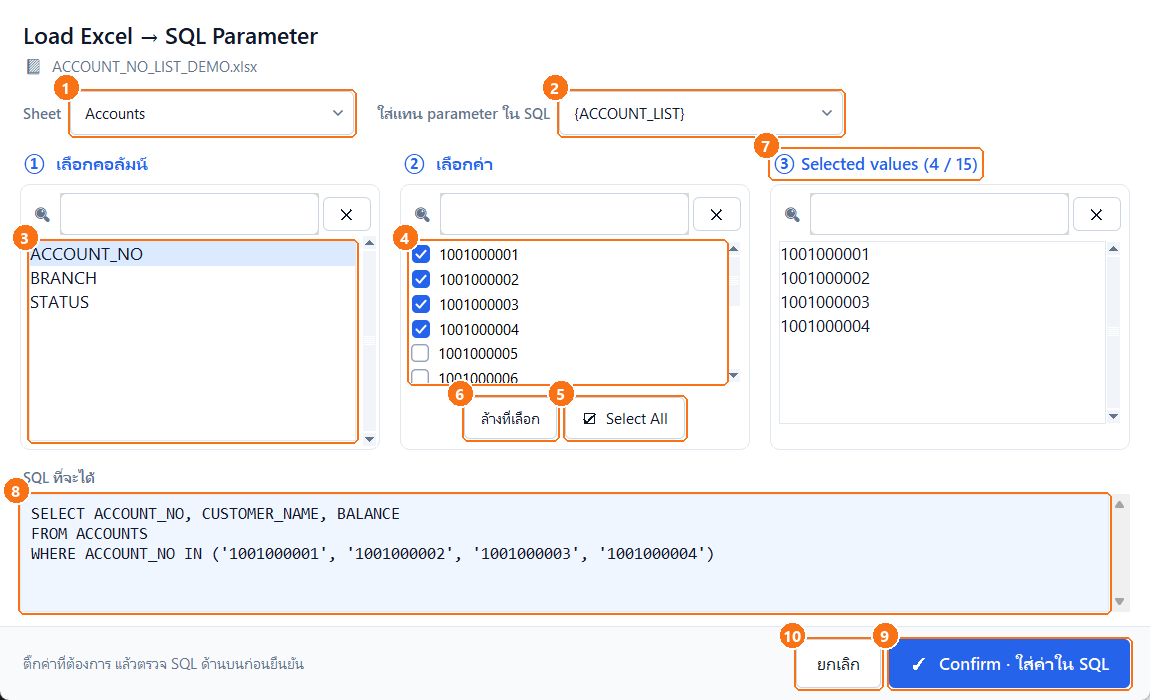 Load Excel → SQL Parameter
ACCOUNT_NO_LIST_DEMO.xlsx
1
2
Sheet
Accounts
ใส่แทน parameter ใน SQL
{ACCOUNT_LIST}
① เลือกคอลัมน์
② เลือกค่า
7
③ Selected values (4 / 15)
3
ACCOUNT_NO
BRANCH
STATUS
4
1001000001
1001000002
1001000003
1001000004
1001000005
1001000006
6
ล้างที่เลือก
5
Select All
1001000001
1001000002
1001000003
1001000004
SQL ที่จะได้
8
SELECT ACCOUNT_NO, CUSTOMER_NAME, BALANCE
FROM ACCOUNTS
WHERE ACCOUNT_NO IN ('1001000001', '1001000002', '1001000003', '1001000004')
ติ๊กค่าที่ต้องการ แล้วตรวจ SQL ด้านบนก่อนยืนยัน
10
ยกเลิก
9
✓ Confirm · ใส่ค่าใน SQL